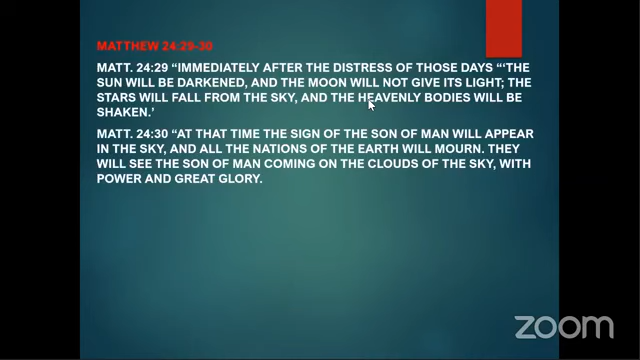 MATTHEW 24:29-30
MATT. 24:29 “IMMEDIATELY AFTER THE DISTRESS OF THOSE DAYS “‘THE
SUN WILL BE DARKENED, AND THE MOON WILL NOT GIVE ITS LIGHT; THE
STARS WILL FALL FROM THE SKY, AND THE HEAVENLY BODIES WILL BE
SHAKEN.’
MATT. 24:30 “AT THAT TIME THE SIGN OF THE SON OF MAN WILL APPEAR
IN THE SKY, AND ALL THE NATIONS OF THE EARTH WILL MOURN. THEY
WILL SEE THE SON OF MAN COMING ON THE CLOUDS OF THE SKY, WITH
POWER AND GREAT GLORY.
zoom